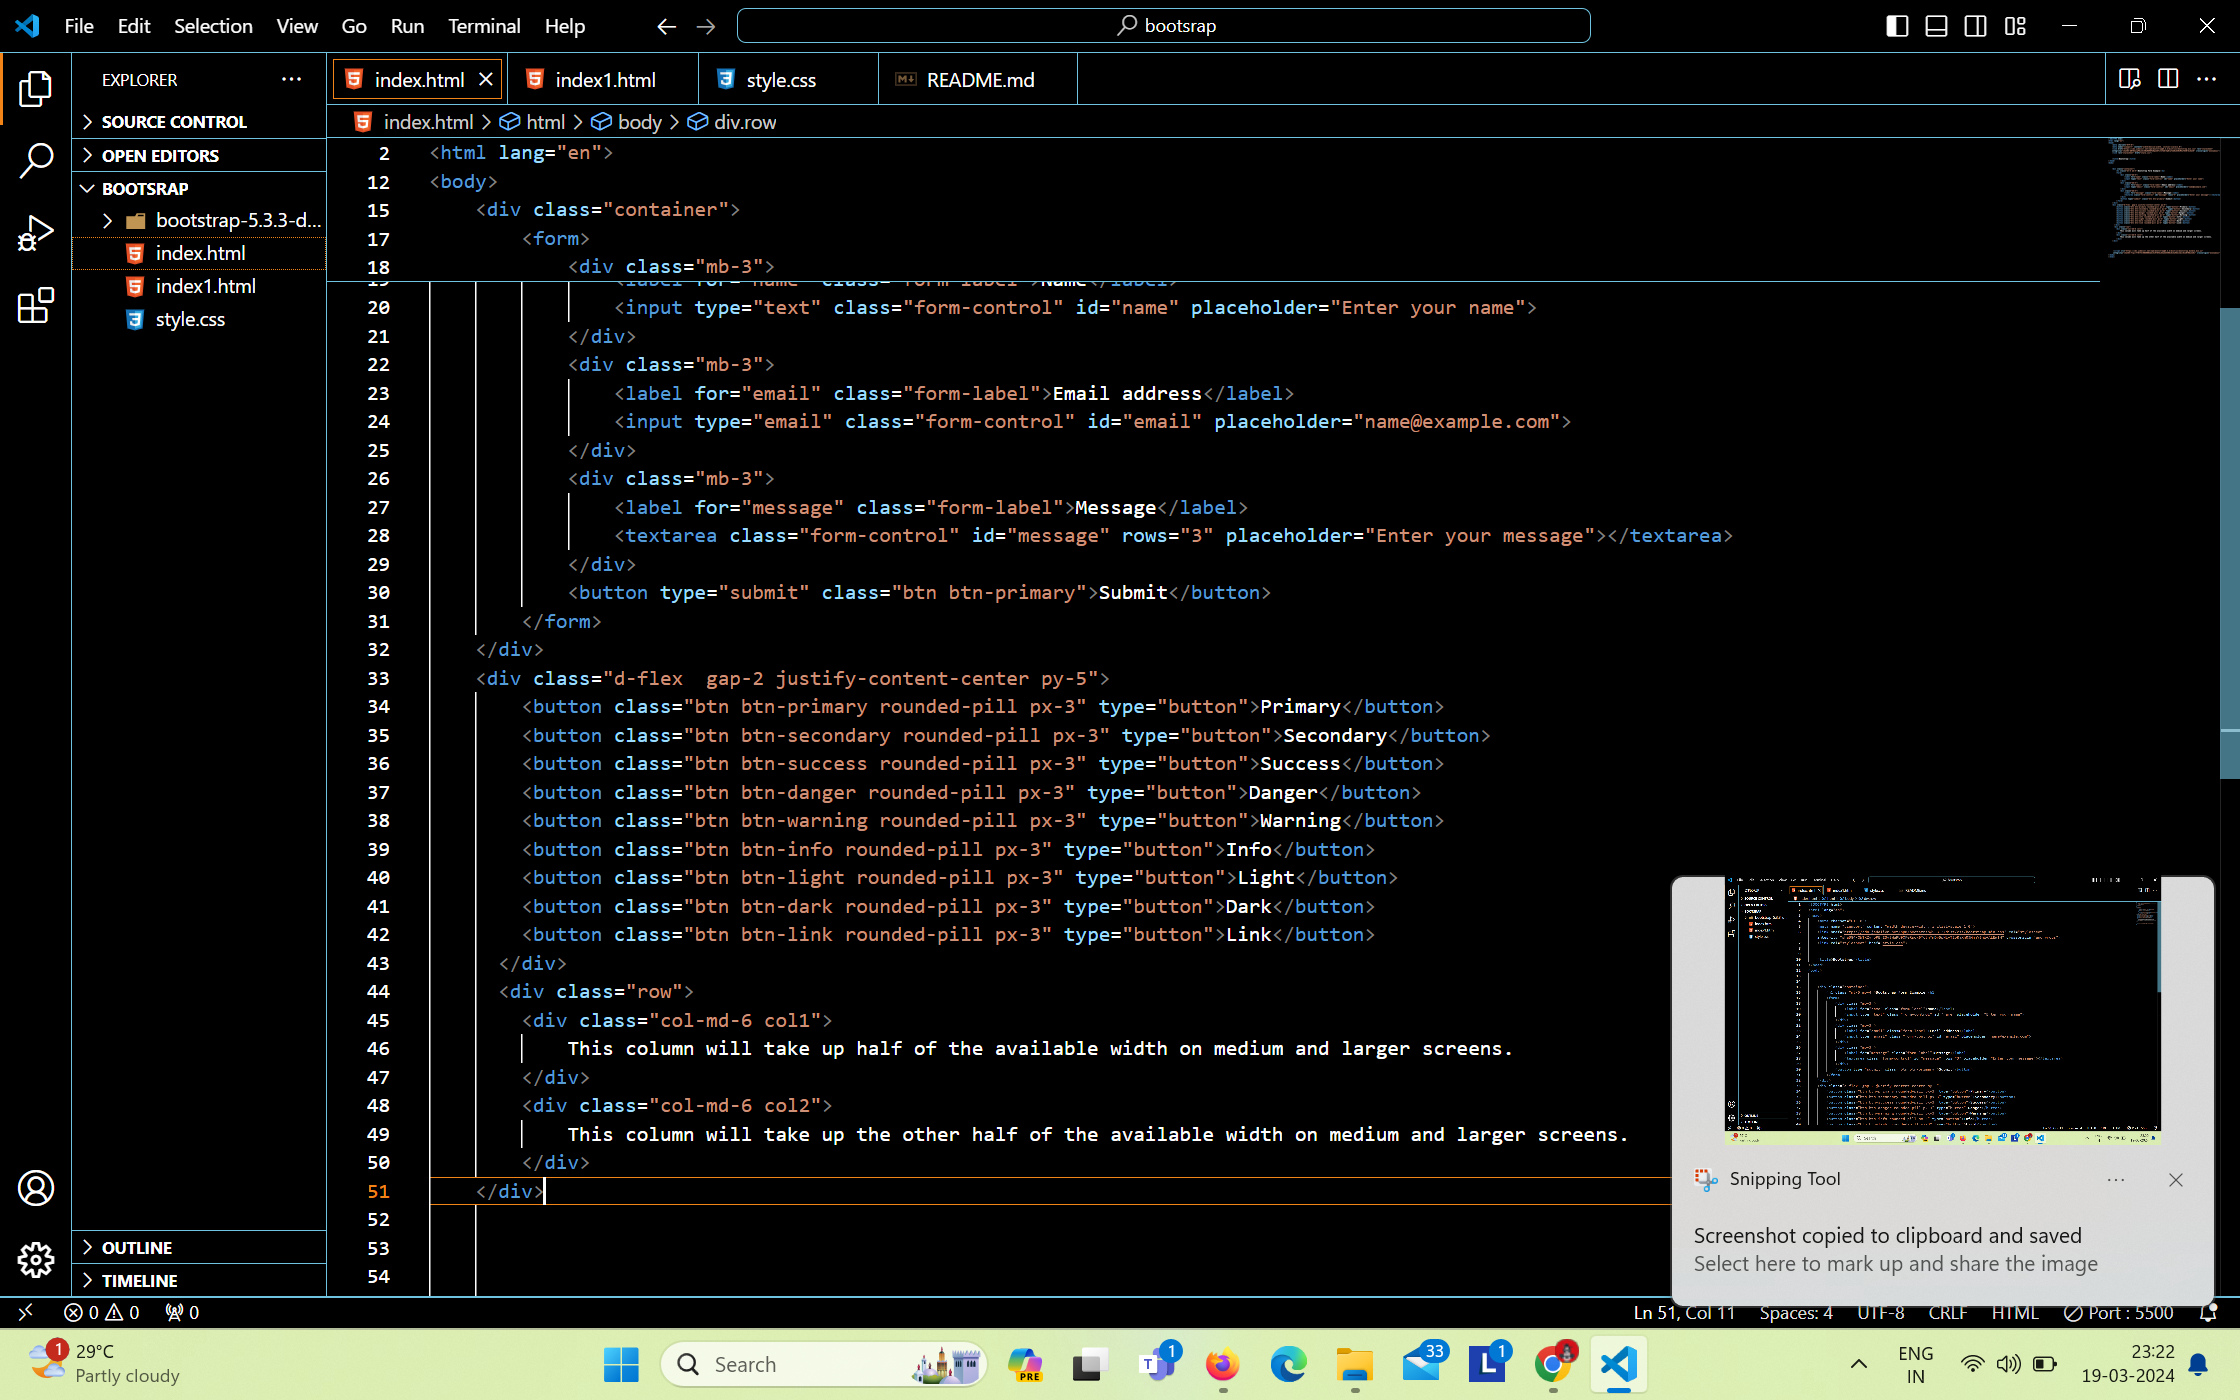 File Edit Selection View Go Run Terminal Help
bootsrap
EXPLORER
SOURCE CONTROL
OPEN EDITORS
BOOTSRAP
bootstrap-5.3.3-d...
index.html
index1.html
style.css
OUTLINE
TIMELINE
index.html index1.html style.css README.md
index.html > html > body > div.row
2 <html lang="en">
12 <body>
15 <div class="container">
17 <form>
18 <div class="mb-3">
19 <label for="name" class="form-label">Name</label>
20 <input type="text" class="form-control" id="name" placeholder="Enter your name">
21 </div>
22 <div class="mb-3">
23 <label for="email" class="form-label">Email address</label>
24 <input type="email" class="form-control" id="email" placeholder="name@example.com">
25 </div>
26 <div class="mb-3">
27 <label for="message" class="form-label">Message</label>
28 <textarea class="form-control" id="message" rows="3" placeholder="Enter your message"></textarea>
29 </div>
30 <button type="submit" class="btn btn-primary">Submit</button>
31 </form>
32 </div>
33 <div class="d-flex  gap-2 justify-content-center py-5">
34 <button class="btn btn-primary rounded-pill px-3" type="button">Primary</button>
35 <button class="btn btn-secondary rounded-pill px-3" type="button">Secondary</button>
36 <button class="btn btn-success rounded-pill px-3" type="button">Success</button>
37 <button class="btn btn-danger rounded-pill px-3" type="button">Danger</button>
38 <button class="btn btn-warning rounded-pill px-3" type="button">Warning</button>
39 <button class="btn btn-info rounded-pill px-3" type="button">Info</button>
40 <button class="btn btn-light rounded-pill px-3" type="button">Light</button>
41 <button class="btn btn-dark rounded-pill px-3" type="button">Dark</button>
42 <button class="btn btn-link rounded-pill px-3" type="button">Link</button>
43 </div>
44 <div class="row">
45 <div class="col-md-6 col1">
46 This column will take up half of the available width on medium and larger screens.
47 </div>
48 <div class="col-md-6 col2">
49 This column will take up the other half of the available width on medium and larger screens.
50 </div>
51 </div>
52
53
54
Snipping Tool
Screenshot copied to clipboard and saved
Select here to mark up and share the image
0 0 0
Ln 51, Col 11 Spaces: 4 UTF-8 CRLF HTML Port : 5500
1 29°C
Partly cloudy
Search
PRE
T 1
33
L 1
ENG
IN
23:22
19-03-2024